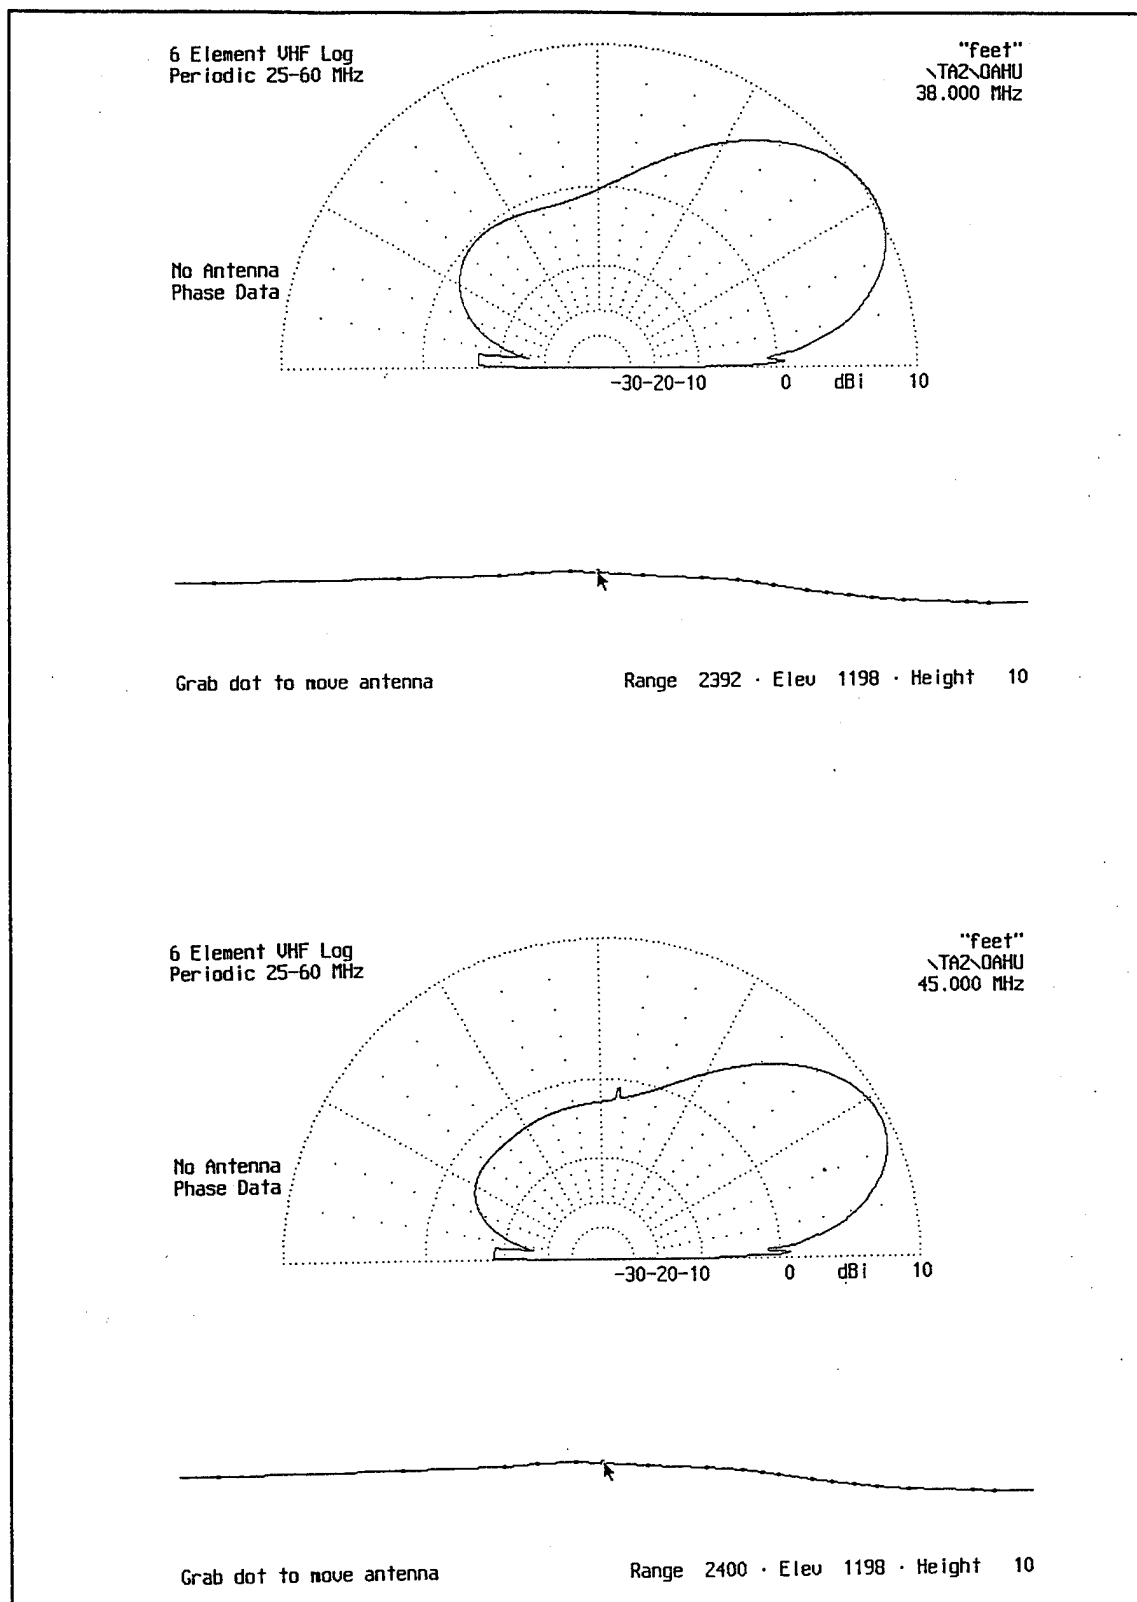 6 Element VHF Log
Periodic 25-60 MHz
"feet"
\TA2\OAHU
38.000 MHz
No Antenna
Phase Data
-30-20-10 0 dBi 10
Grab dot to move antenna
Range 2392 · Elev 1198 · Height 10
6 Element VHF Log
Periodic 25-60 MHz
"feet"
\TA2\OAHU
45.000 MHz
No Antenna
Phase Data
-30-20-10 0 dBi 10
Grab dot to move antenna
Range 2400 · Elev 1198 · Height 10